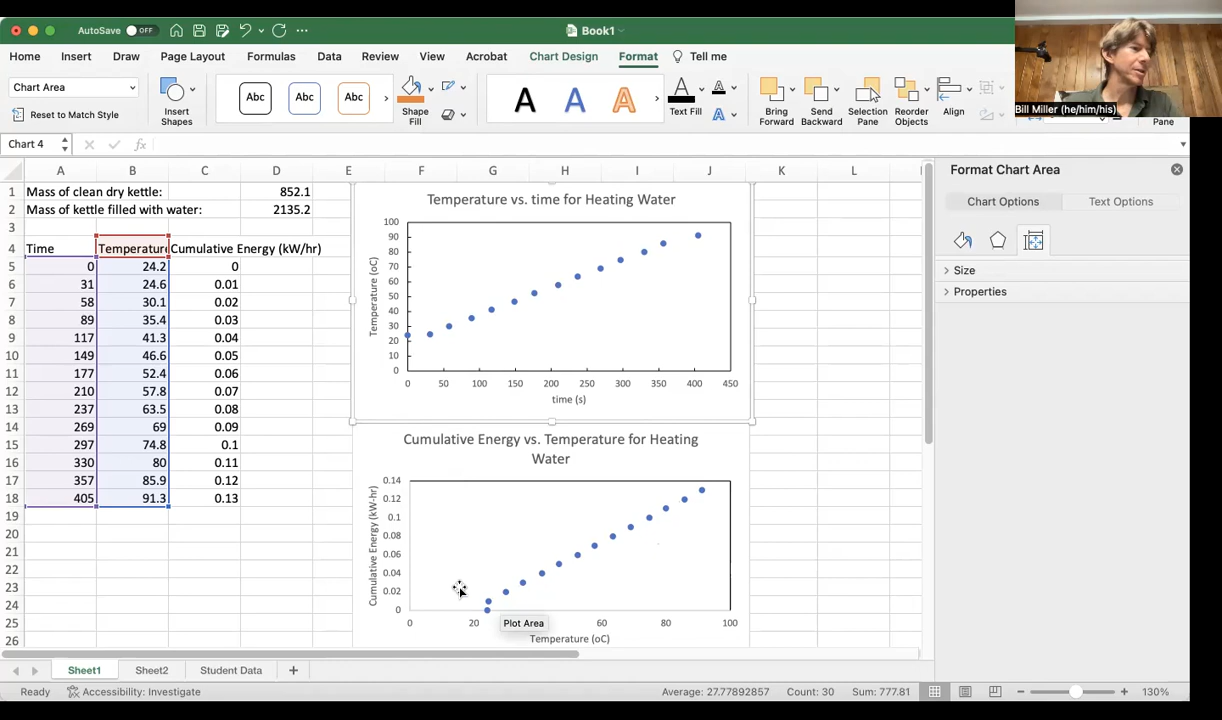 AutoSave OFF
Book1
Home Insert Draw Page Layout Formulas Data Review View Acrobat Chart Design Format Tell me
Chart Area
Reset to Match Style
Insert
Shapes
Abc Abc Abc
Shape
Fill
A A A
Text Fill
Bring
Forward
Send
Backward
Selection
Pane
Reorder
Objects
Align
Pane
Bill Miller (he/him/his)
Chart 4
fx
A B C D E F G H I J K L
1 Mass of clean dry kettle: 852.1
2 Mass of kettle filled with water: 2135.2
3
4 Time Temperature Cumulative Energy (kW/hr)
5 0 24.2 0
6 31 24.6 0.01
7 58 30.1 0.02
8 89 35.4 0.03
9 117 41.3 0.04
10 149 46.6 0.05
11 177 52.4 0.06
12 210 57.8 0.07
13 237 63.5 0.08
14 269 69 0.09
15 297 74.8 0.1
16 330 80 0.11
17 357 85.9 0.12
18 405 91.3 0.13
19
20
21
22
23
24
25
26
Temperature vs. time for Heating Water
Temperature (oC)
100
90
80
70
60
50
40
30
20
10
0
0 50 100 150 200 250 300 350 400 450
time (s)
Cumulative Energy vs. Temperature for Heating
Water
Cumulative Energy (kW-hr)
0.14
0.12
0.1
0.08
0.06
0.04
0.02
0
0 20 60 80 100
Plot Area
Temperature (oC)
Format Chart Area
Chart Options Text Options
Size
Properties
Sheet1 Sheet2 Student Data +
Ready Accessibility: Investigate Average: 27.77892857 Count: 30 Sum: 777.81 130%